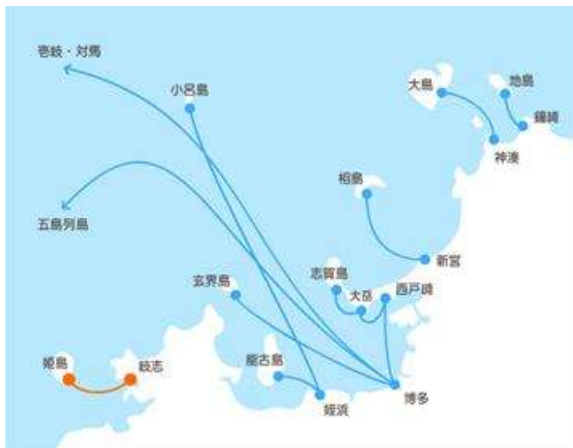 壱岐・対馬
小呂島
大島
地島
鐘崎
神湊
相島
五島列島
新宮
志賀島
玄界島
大岳
西戸崎
姫島
岐志
能古島
姪浜
博多